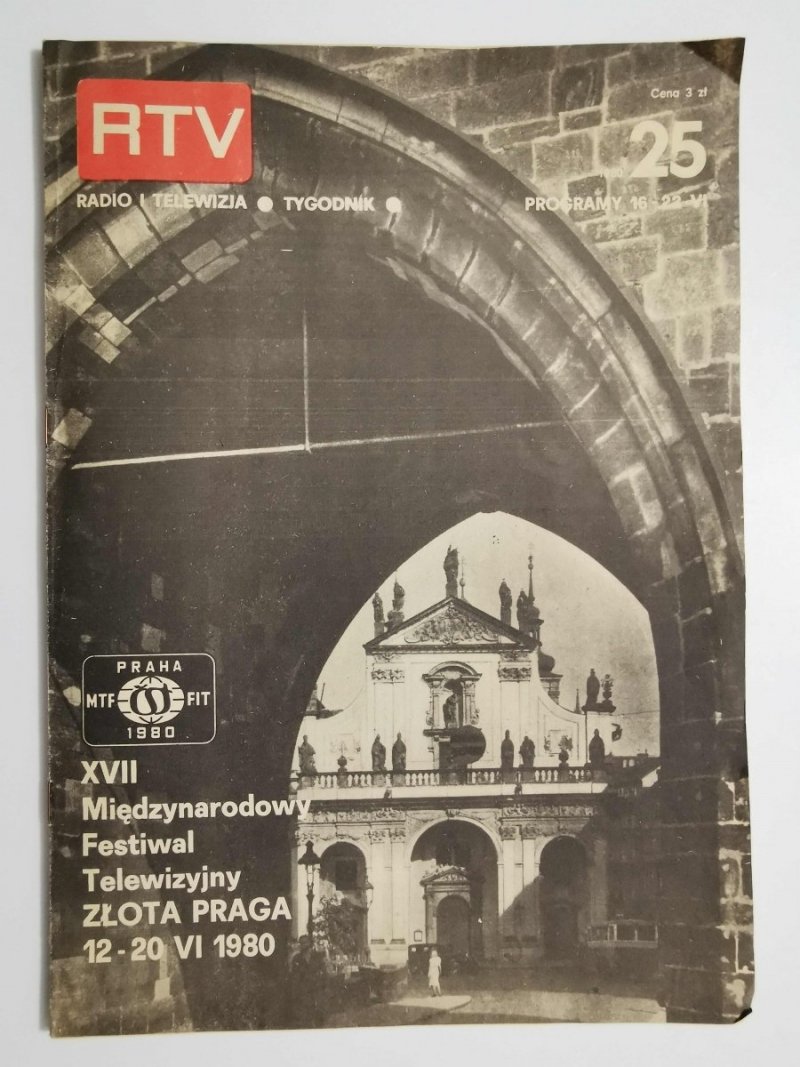 RTV
Cena 3 zł
25
RADIO I TELEWIZJA ● TYGODNIK ●
PROGRAMY 16-22 VI
PRAHA
MTF FIT
1980
XVII
Międzynarodowy
Festiwal
Telewizyjny
ZŁOTA PRAGA
12-20 VI 1980